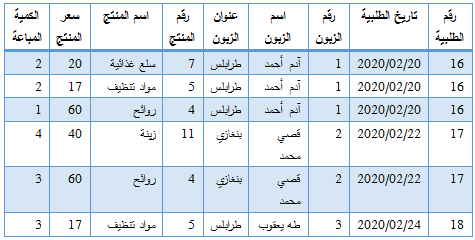 رقم الطلبية تاريخ الطلبية رقم الزبون اسم الزبون عنوان الزبون رقم المنتج اسم المنتج سعر المنتج الكمية المباعة
16 2020/02/20 1 آدم أحمد طرابلس 7 سلع غذائية 20 2
16 2020/02/20 1 آدم أحمد طرابلس 5 مواد تنظيف 17 2
16 2020/02/20 1 آدم أحمد طرابلس 4 روائح 60 1
17 2020/02/22 2 قصي محمد بنغازي 11 زينة 40 4
17 2020/02/22 2 قصي محمد بنغازي 4 روائح 60 3
18 2020/02/24 3 طه يعقوب طرابلس 5 مواد تنظيف 17 3